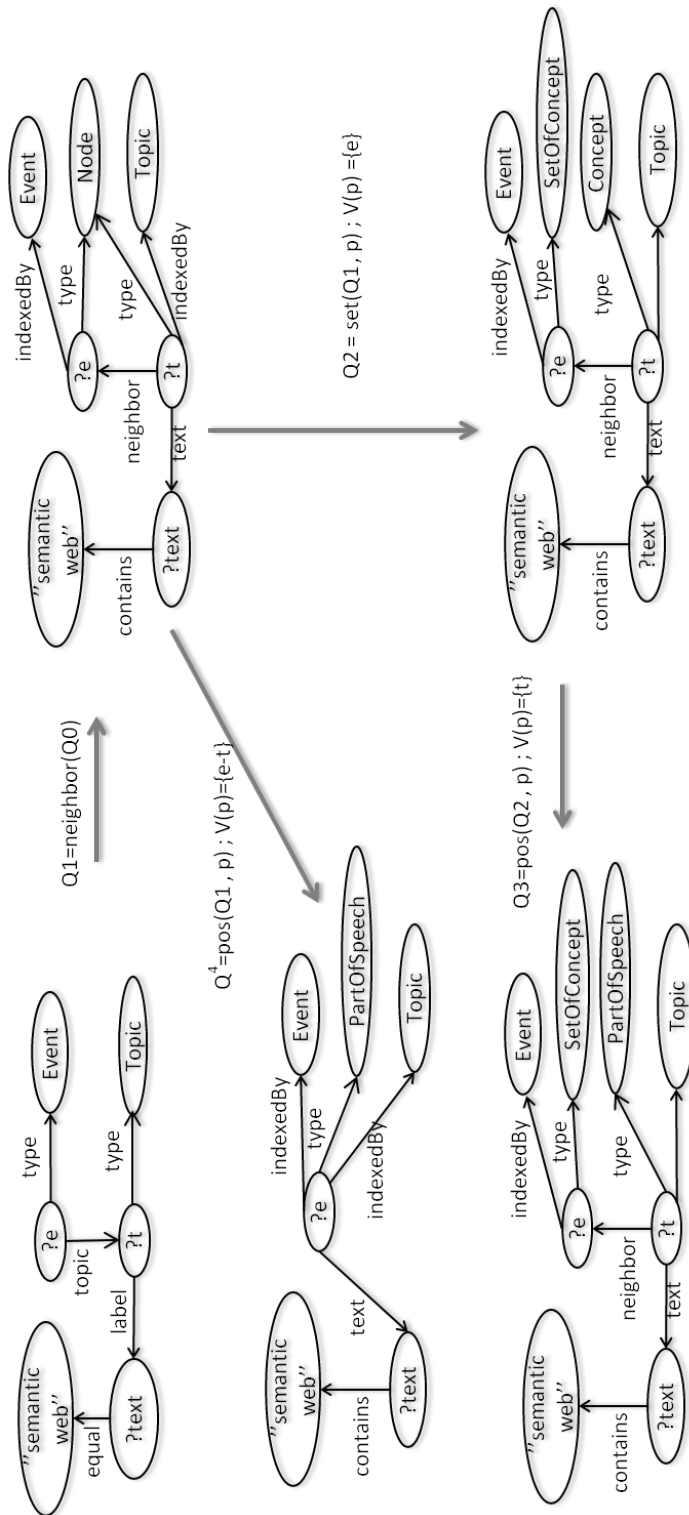 "semantic
web"
equal
?text
label
?e
topic
?t
type
Event
type
Topic
Q1=neighbor(Q0)
"semantic
web"
contains
?text
text
?e
neighbor
?t
indexedBy
Event
type
Node
type
indexedBy
Topic
Q⁴=pos(Q1 , p) ; V(p)={e-t}
"semantic
web"
contains
?text
text
?e
indexedBy
Event
type
PartOfSpeech
indexedBy
Topic
Q2 = set(Q1, p) ; V(p) ={e}
"semantic
web"
contains
?text
text
?e
neighbor
?t
indexedBy
Event
type
SetOfConcept
type
PartOfSpeech
Topic
Q3=pos(Q2 , p) ; V(p)={t}
"semantic
web"
contains
?text
text
?e
neighbor
?t
indexedBy
Event
type
SetOfConcept
type
Concept
Topic